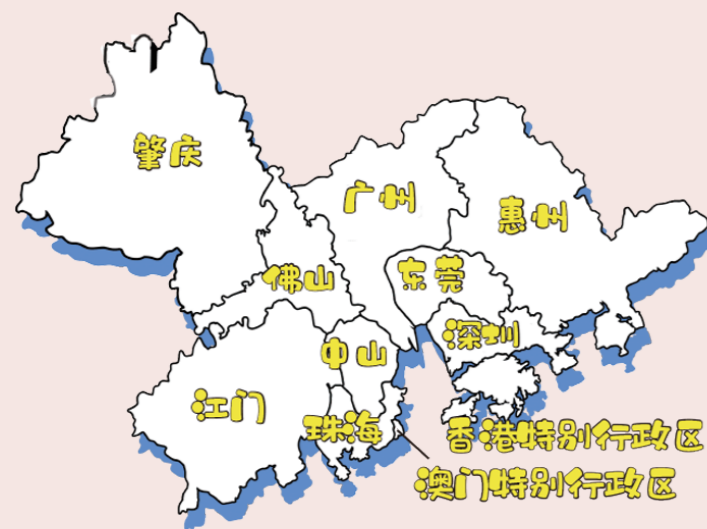 肇庆
广州
惠州
佛山
东莞
深圳
中山
江门
珠海
香港特别行政区
澳门特别行政区